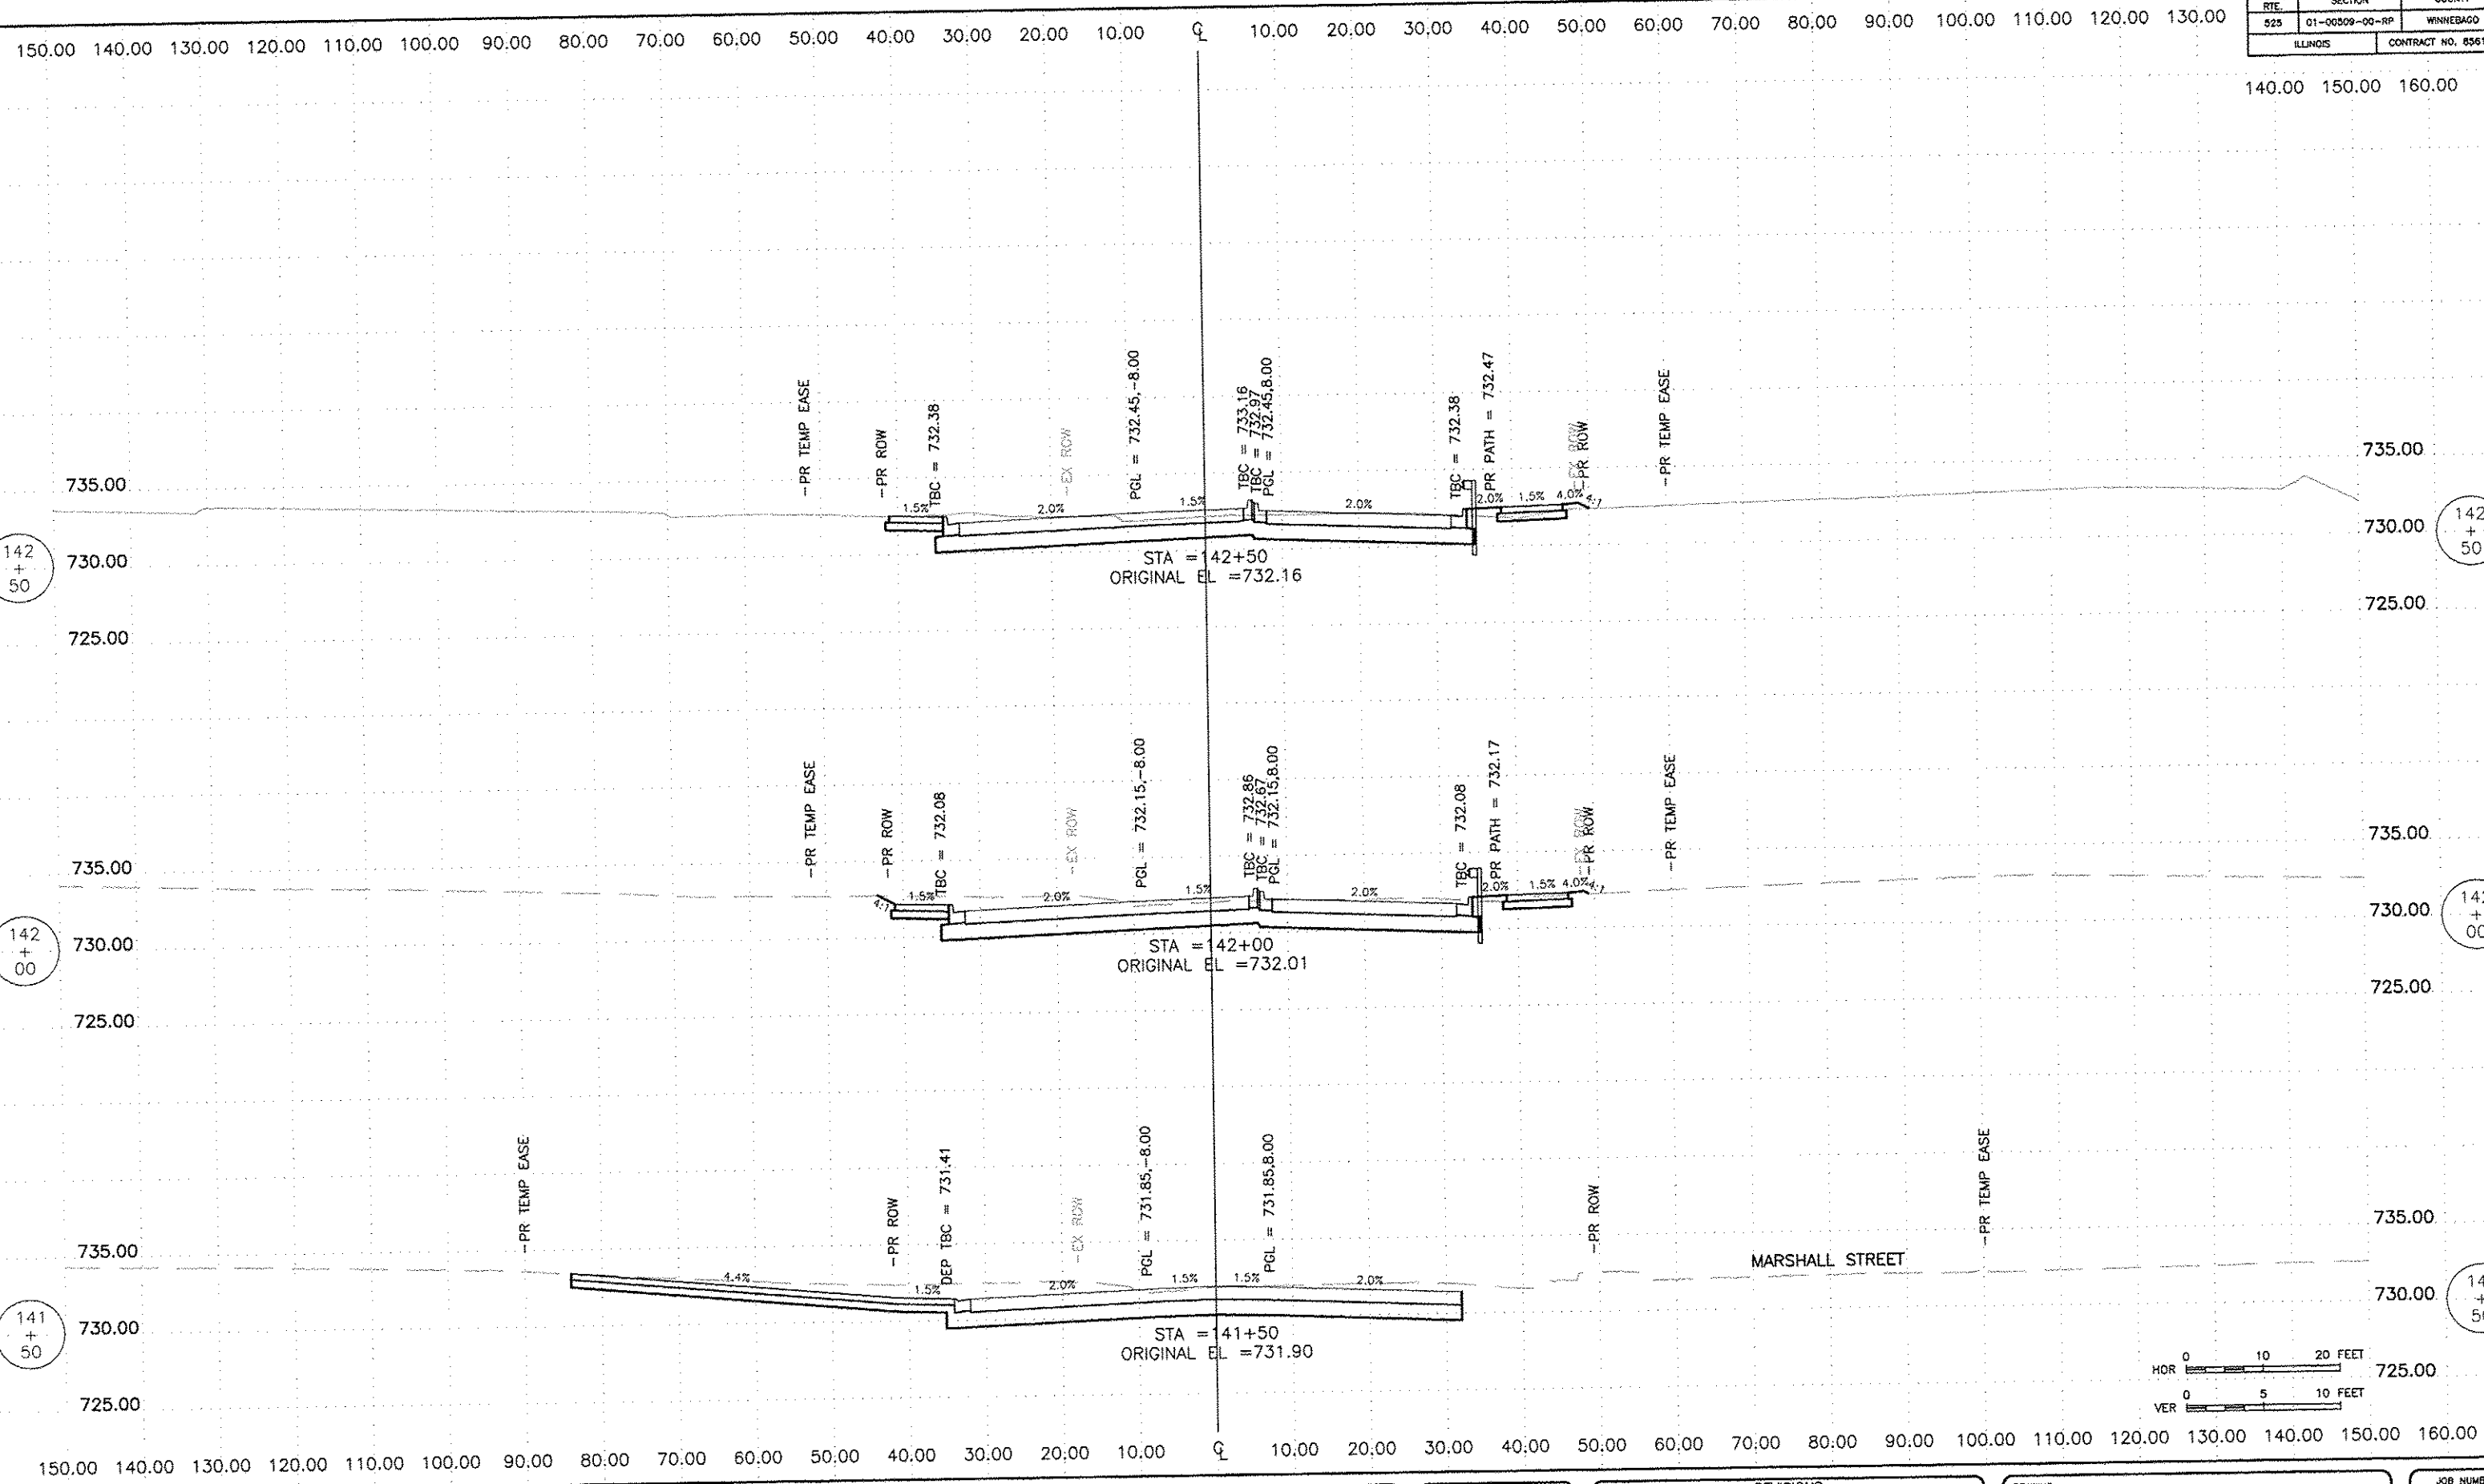 RTE. SECTION
525 01-00509-00-RP WINNEBAGO
ILLINOIS CONTRACT NO. 8561
150.00 140.00 130.00 120.00 110.00 100.00 90.00 80.00 70.00 60.00 50.00 40.00 30.00 20.00 10.00 ℄ 10.00 20.00 30.00 40.00 50.00 60.00 70.00 80.00 90.00 100.00 110.00 120.00 130.00
140.00 150.00 160.00
-PR TEMP EASE
-PR ROW
TBC = 732.38
-EX ROW
PGL = 732.45,-8.00
TBC = 733.16
TBC = 732.97
PGL = 732.45,8.00
TBC = 732.38
PR PATH = 732.47
-EX ROW
-PR ROW
-PR TEMP EASE
735.00 735.00
1.5% 2.0% 1.5% 2.0% 2.0% 1.5% 4.0% 4:1
142 + 50
730.00 730.00
142 + 50
STA =142+50
ORIGINAL EL =732.16
725.00 725.00
-PR TEMP EASE
-PR ROW
TBC = 732.08
-EX ROW
PGL = 732.15,-8.00
TBC = 732.86
TBC = 732.67
PGL = 732.15,8.00
TBC = 732.08
PR PATH = 732.17
-EX ROW
-PR ROW
-PR TEMP EASE
735.00 735.00
4:1 1.5% 2.0% 1.5% 2.0% 2.0% 1.5% 4.0% 4:1
142 + 00
730.00 730.00
STA =142+00
ORIGINAL EL =732.01
725.00 725.00
-PR TEMP EASE
-PR ROW
DEP TBC = 731.41
-EX ROW
PGL = 731.85,-8.00
PGL = 731.85,8.00
-PR ROW
-PR TEMP EASE
735.00 735.00
MARSHALL STREET
4.4% 1.5% 2.0% 1.5% 1.5% 2.0%
141 + 50
730.00 730.00
STA =141+50
ORIGINAL EL =731.90
HOR 0 10 20 FEET
725.00 725.00
VER 0 5 10 FEET
150.00 140.00 130.00 120.00 110.00 100.00 90.00 80.00 70.00 60.00 50.00 40.00 30.00 20.00 10.00 ℄ 10.00 20.00 30.00 40.00 50.00 60.00 70.00 80.00 90.00 100.00 110.00 120.00 130.00 140.00 150.00 160.00